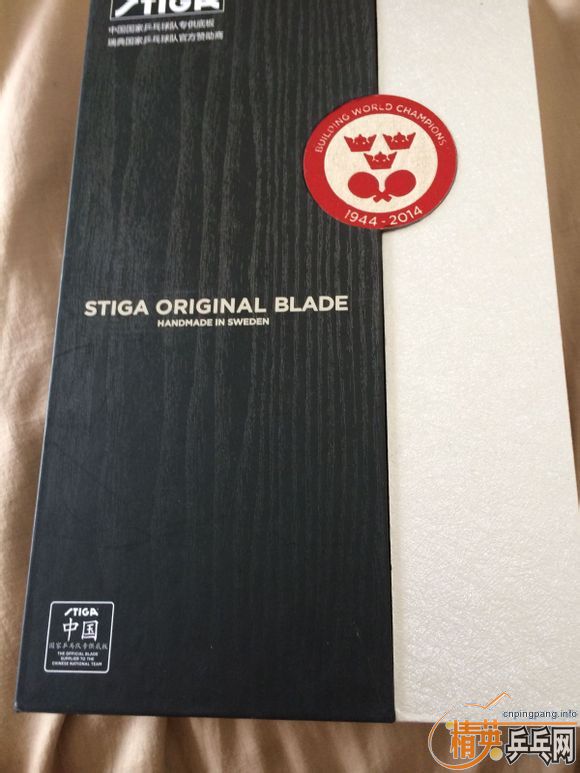 STIGA
中国国家乒乓球队专供底板
瑞典国家乒乓球队官方赞助商
BUILDING WORLD CHAMPIONS
1944 - 2014
STIGA ORIGINAL BLADE
HANDMADE IN SWEDEN
STIGA
中国
国家乒乓队专供底板
THE OFFICIAL BLADE
SUPPLIER TO THE
CHINESE NATIONAL TEAM
cnpingpang.info
精英乒乓网